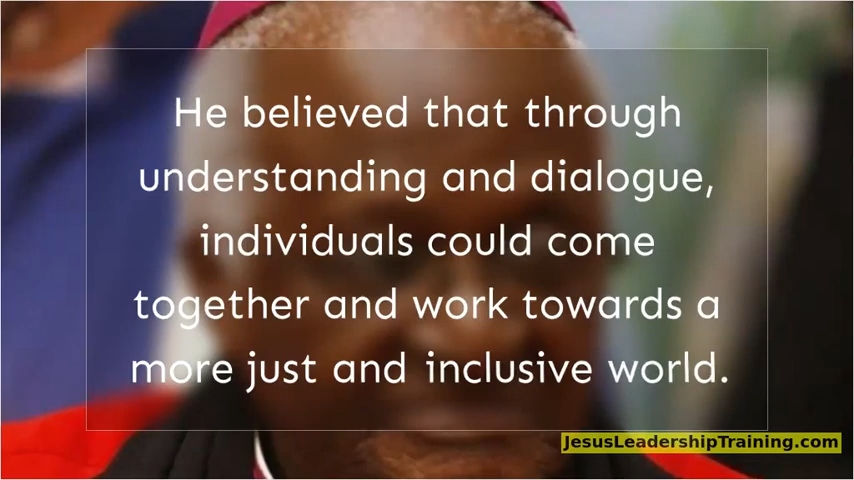 He believed that through
understanding and dialogue,
individuals could come
together and work towards a
more just and inclusive world.
JesusLeadershipTraining.com